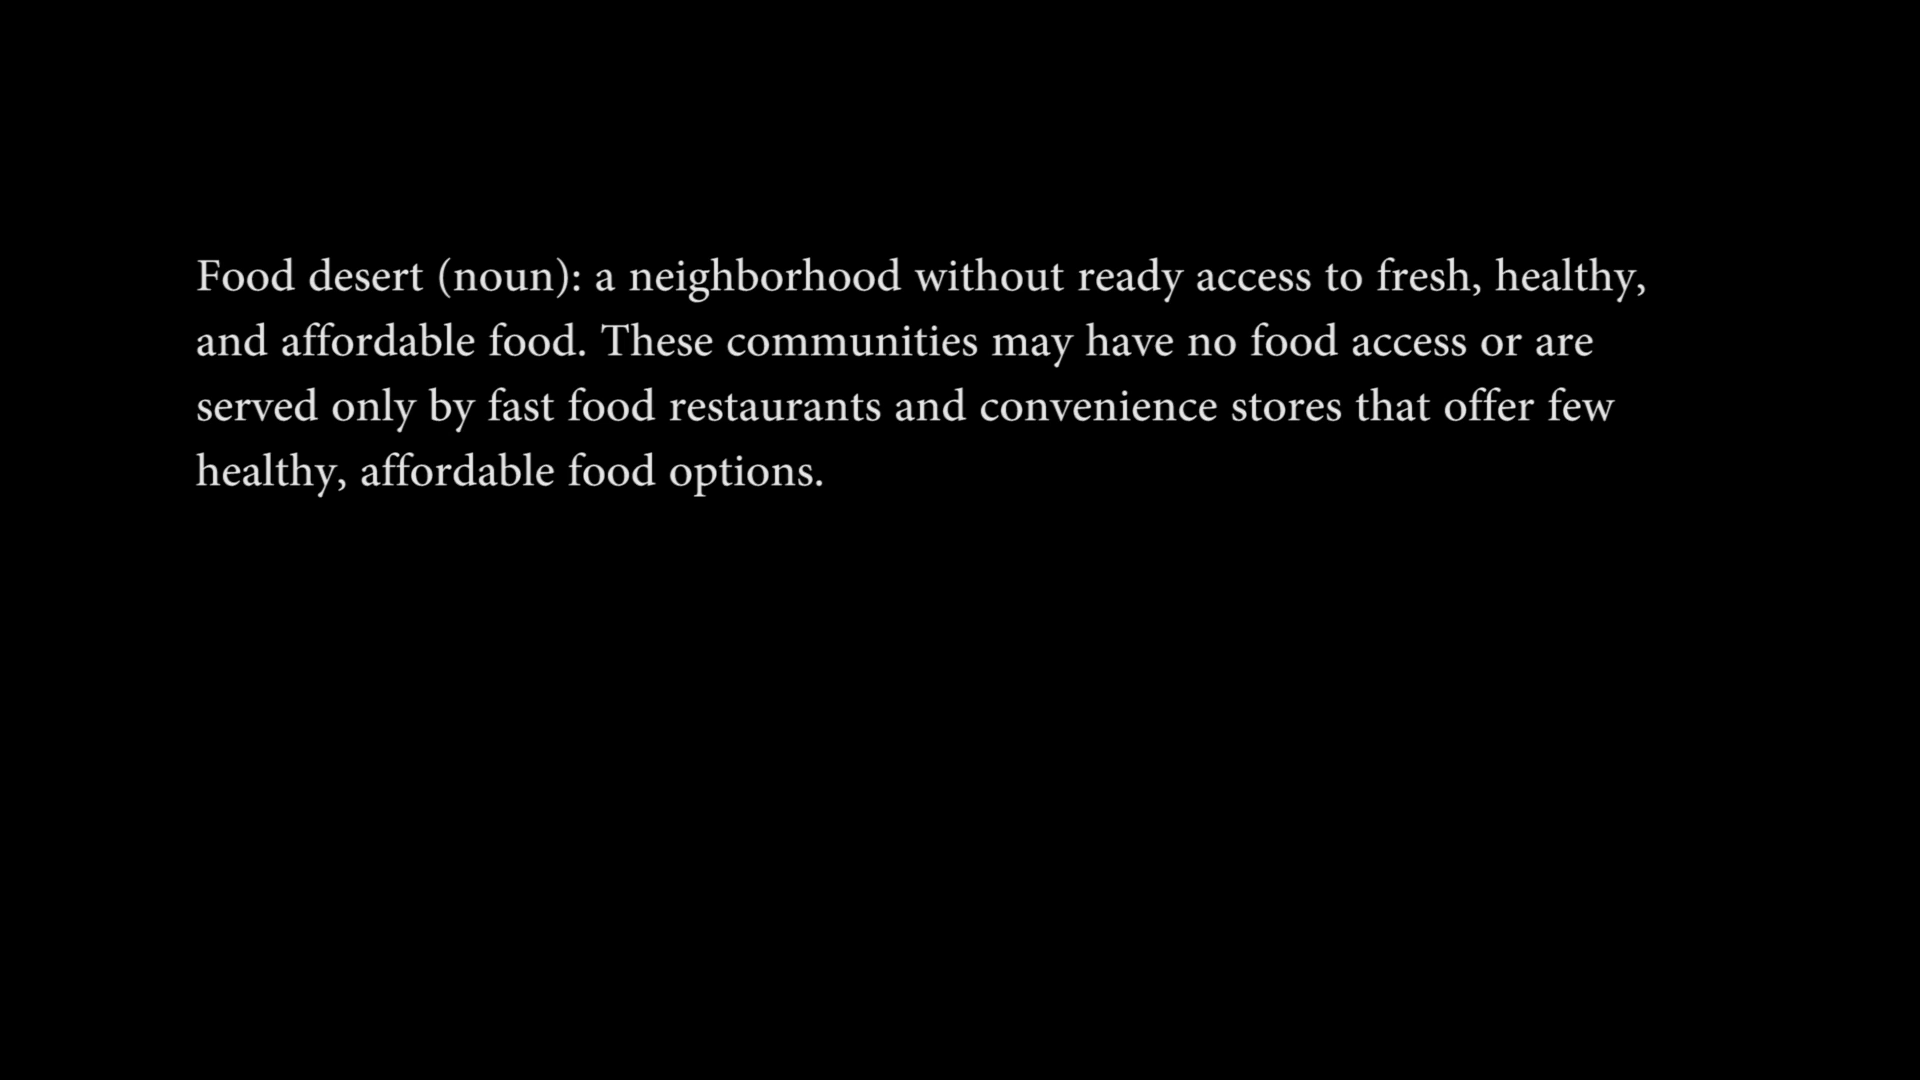 Food desert (noun): a neighborhood without ready access to fresh, healthy,
and affordable food. These communities may have no food access or are
served only by fast food restaurants and convenience stores that offer few
healthy, affordable food options.